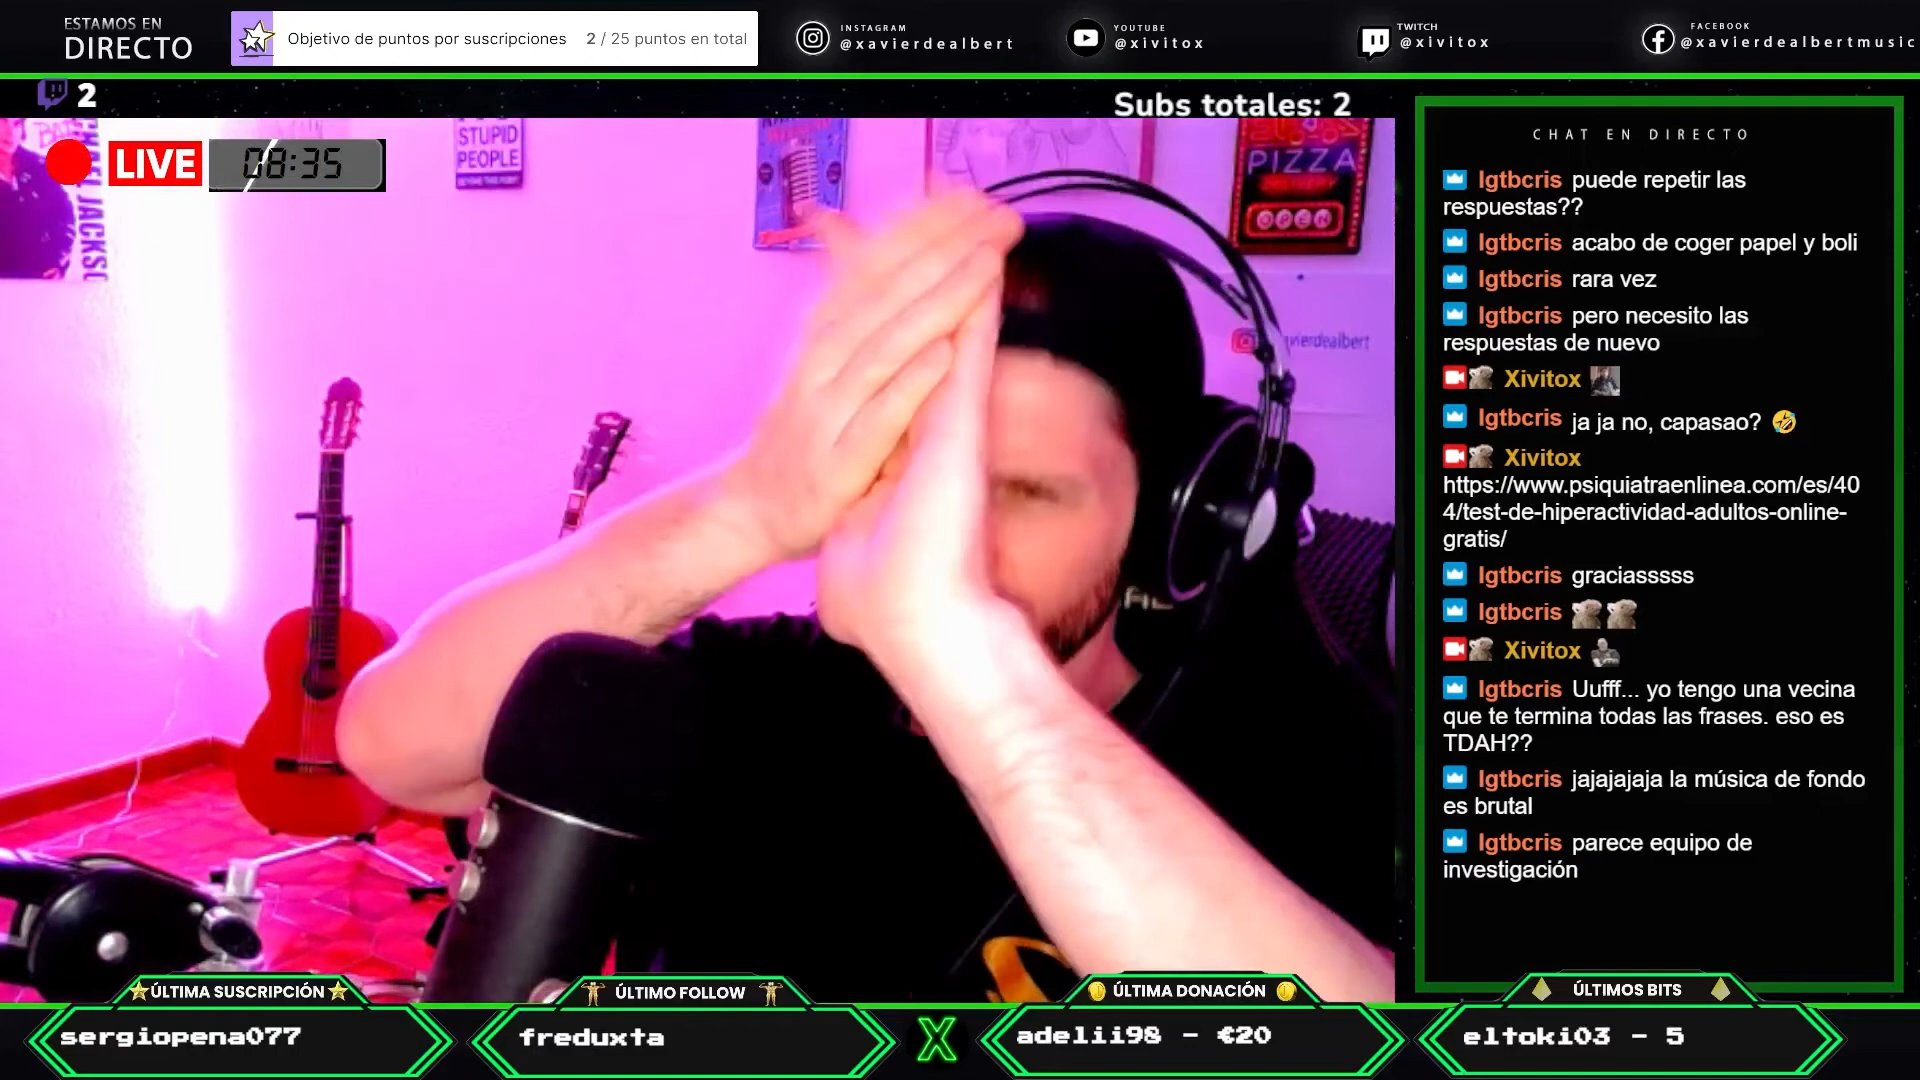 ESTAMOS EN
DIRECTO
Objetivo de puntos por suscripciones 2 / 25 puntos en total
INSTAGRAM
@xavierdealbert
YOUTUBE
@xivitox
TWITCH
@xivitox
FACEBOOK
@xavierdealbertmusic
2
Subs totales: 2
LIVE
08:35
STUPID
PEOPLE
PIZZA
OPEN
CHAT EN DIRECTO
lgtbcris puede repetir las
respuestas??
lgtbcris acabo de coger papel y boli
lgtbcris rara vez
lgtbcris pero necesito las
respuestas de nuevo
Xivitox
lgtbcris ja ja no, capasao? 🤣
Xivitox
https://www.psiquiatraenlinea.com/es/40
4/test-de-hiperactividad-adultos-online-
gratis/
lgtbcris graciasssss
lgtbcris
Xivitox
lgtbcris Uufff... yo tengo una vecina
que te termina todas las frases. eso es
TDAH??
lgtbcris jajajajaja la música de fondo
es brutal
lgtbcris parece equipo de
investigación
ÚLTIMA SUSCRIPCIÓN
sergiopena077
ÚLTIMO FOLLOW
freduxta
X
ÚLTIMA DONACIÓN
adelii98 - €20
ÚLTIMOS BITS
eltoki03 - 5